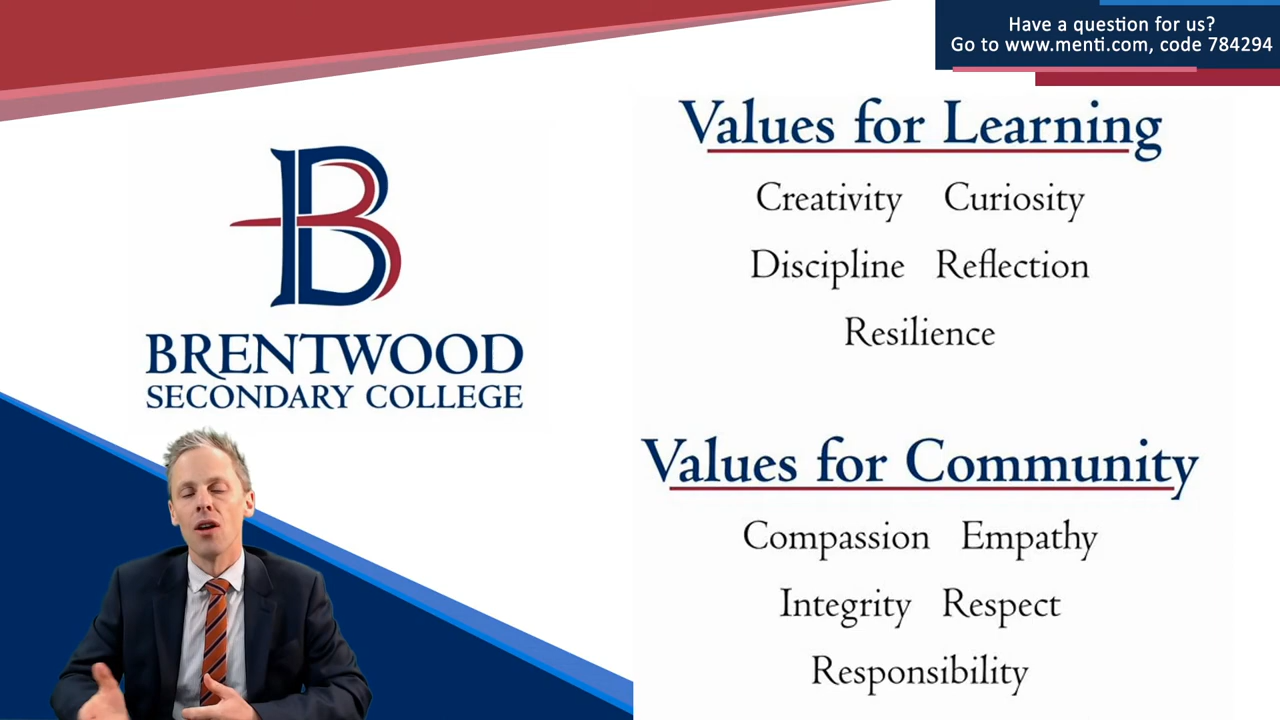 Have a question for us?
Go to www.menti.com, code 784294
B
BRENTWOOD
SECONDARY COLLEGE
Values for Learning
Creativity Curiosity
Discipline Reflection
Resilience
Values for Community
Compassion Empathy
Integrity Respect
Responsibility